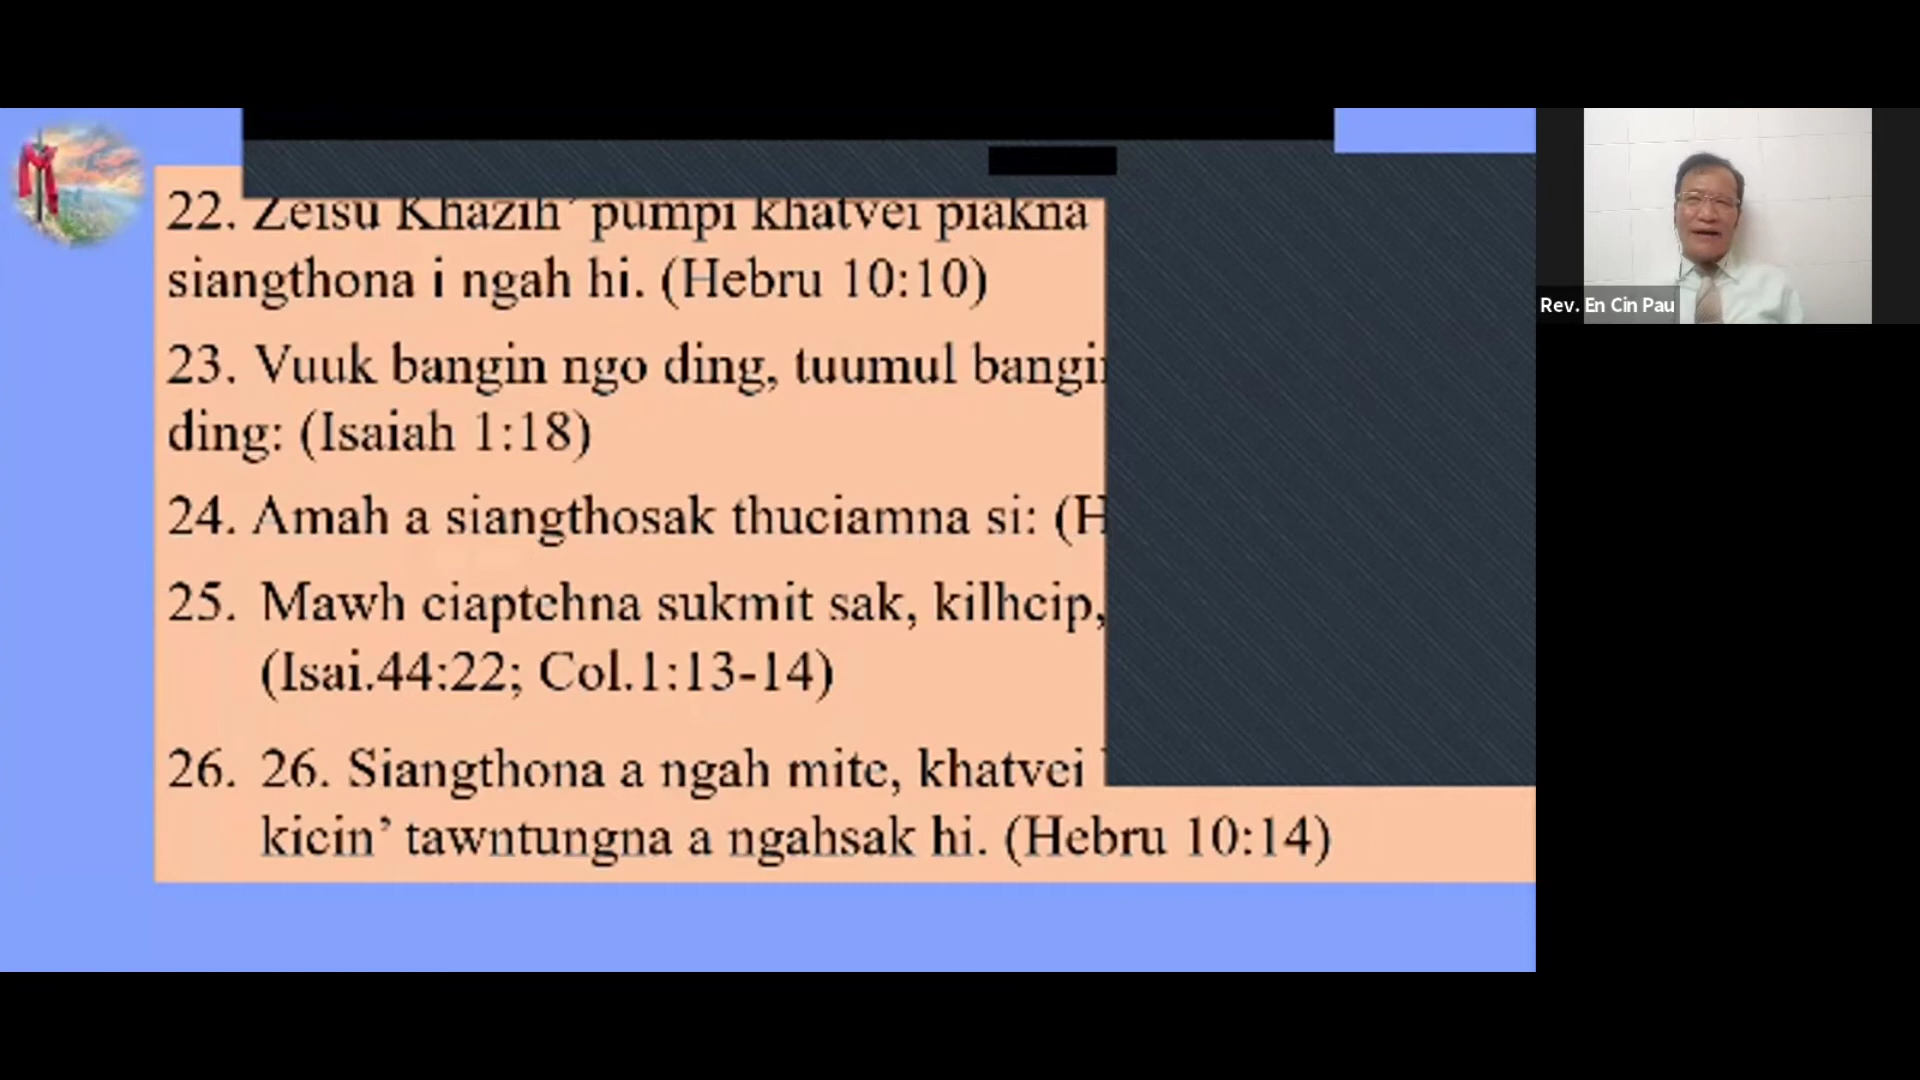 22. Zeisu Khazih’ pumpi khatvei piakna
siangthona i ngah hi. (Hebru 10:10)
23. Vuuk bangin ngo ding, tuumul
ding: (Isaiah 1:18)
24. Amah a siangthosak thuciamna si: (H
25. Mawh ciaptehna sukmit sak, kilhcip,
(Isai.44:22; Col.1:13-14)
26. 26. Siangthona a ngah mite, khatvei
kicin’ tawntungna a ngahsak hi. (Hebru 10:14)
Rev. En Cin Pau